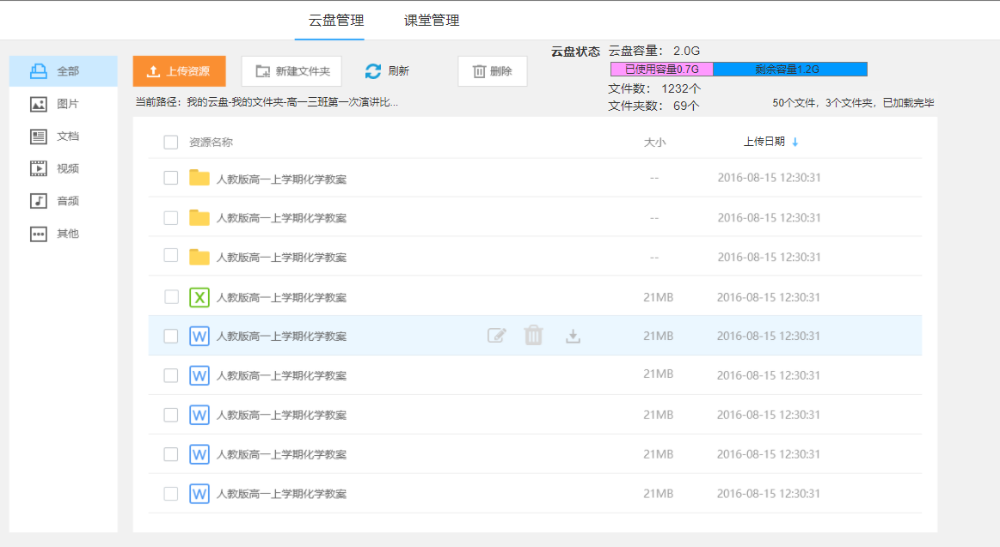 云盘管理 课堂管理
全部
图片
文档
视频
音频
其他
上传资源 新建文件夹 刷新 删除
云盘状态 云盘容量： 2.0G
已使用容量0.7G 剩余容量1.2G
文件数： 1232个
文件夹数： 69个
当前路径：我的云盘-我的文件夹-高一三班第一次演讲比...
50个文件，3个文件夹，已加载完毕
资源名称 大小 上传日期 ↓
人教版高一上学期化学教案 -- 2016-08-15 12:30:31
人教版高一上学期化学教案 -- 2016-08-15 12:30:31
人教版高一上学期化学教案 -- 2016-08-15 12:30:31
X 人教版高一上学期化学教案 21MB 2016-08-15 12:30:31
W 人教版高一上学期化学教案 21MB 2016-08-15 12:30:31
W 人教版高一上学期化学教案 21MB 2016-08-15 12:30:31
W 人教版高一上学期化学教案 21MB 2016-08-15 12:30:31
W 人教版高一上学期化学教案 21MB 2016-08-15 12:30:31
W 人教版高一上学期化学教案 21MB 2016-08-15 12:30:31